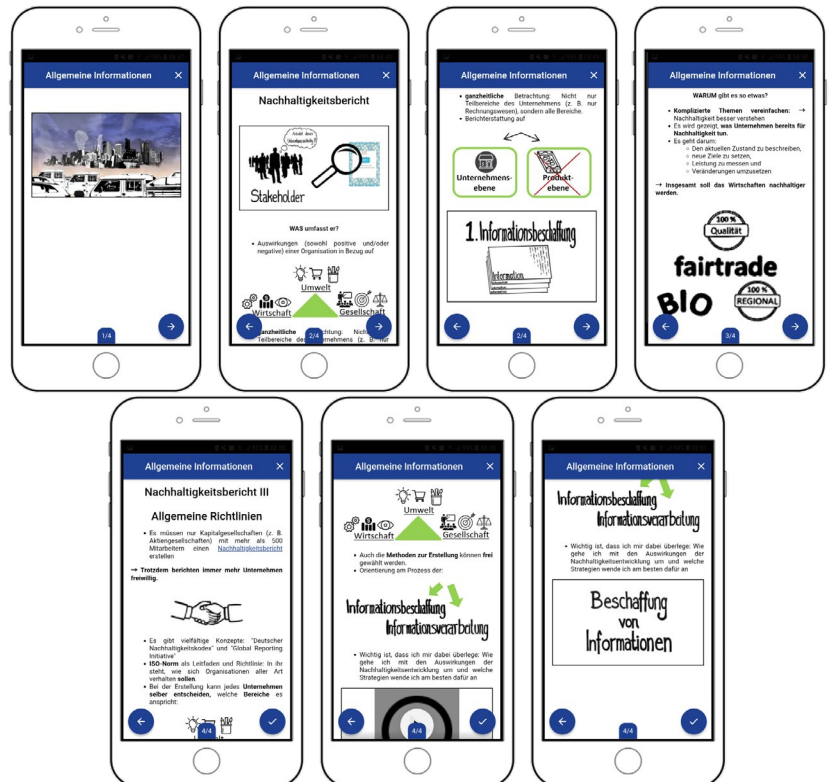 Allgemeine Informationen ×
1/4
Allgemeine Informationen ×
Nachhaltigkeitsbericht
Stakeholder
WAS umfasst er?
• Auswirkungen (sowohl positive und/oder
negative) einer Organisation in Bezug auf
Umwelt
Wirtschaft
Gesellschaft
2/4
Allgemeine Informationen ×
• ganzheitliche Betrachtung: Nicht nur
Teilbereiche des Unternehmens (z. B. nur
Rechnungswesen), sondern alle Bereiche.
• Berichterstattung auf
Unternehmens-
ebene
Produkt-
ebene
1. Informationsbeschaffung
Information
2/4
Allgemeine Informationen ×
WARUM gibt es so etwas?
• Komplizierte Themen vereinfachen: →
Nachhaltigkeit besser verstehen
• Es wird gezeigt, was Unternehmen bereits für
Nachhaltigkeit tun.
• Es geht darum:
○ Den aktuellen Zustand zu beschreiben,
○ neue Ziele zu setzen,
○ Leistung zu messen und
○ Veränderungen umzusetzen
→ Insgesamt soll das Wirtschaften nachhaltiger
werden.
100 %
Qualität
fairtrade
BIO
100 %
REGIONAL
3/4
Allgemeine Informationen ×
Nachhaltigkeitsbericht III
Allgemeine Richtlinien
• Es müssen nur Kapitalgesellschaften (z. B.
Aktiengesellschaften) mit mehr als 500
Mitarbeitern einen Nachhaltigkeitsbericht
erstellen
→ Trotzdem berichten immer mehr Unternehmen
freiwillig.
• Es gibt vielfältige Konzepte: "Deutscher
Nachhaltigkeitskodex" und "Global Reporting
Initiative"
• ISO-Norm als Leitfaden und Richtlinie: In ihr
steht, wie sich Organisationen aller Art
verhalten sollen.
• Bei der Erstellung kann jedes Unternehmen
selber entscheiden, welche Bereiche es
anspricht:
4/4
Allgemeine Informationen ×
Umwelt
Wirtschaft
Gesellschaft
• Auch die Methoden zur Erstellung können frei
gewählt werden.
• Orientierung am Prozess der:
Informationsbeschaffung
Informationsverarbeitung
• Wichtig ist, dass ich mir dabei überlege: Wie
gehe ich mit den Auswirkungen der
Nachhaltigkeitsentwicklung um und welche
Strategien wende ich am besten dafür an
4/4
Allgemeine Informationen ×
Informationsbeschaffung
Informationsverarbeitung
• Wichtig ist, dass ich mir dabei überlege: Wie
gehe ich mit den Auswirkungen der
Nachhaltigkeitsentwicklung um und welche
Strategien wende ich am besten dafür an
Beschaffung
von
Informationen
4/4